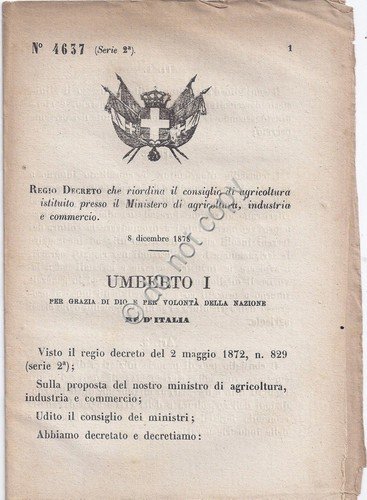 N° 4637 (Serie 2ª). 1
REGIO DECRETO che riordina il consiglio di agricoltura
istituito presso il Ministero di agricoltura, industria
e commercio.
8 dicembre 1878
UMBERTO I
PER GRAZIA DI DIO E PER VOLONTÀ DELLA NAZIONE
RE D'ITALIA
Visto il regio decreto del 2 maggio 1872, n. 829
(serie 2ª);
Sulla proposta del nostro ministro di agricoltura,
industria e commercio;
Udito il consiglio dei ministri;
Abbiamo decretato e decretiamo:
do not copy